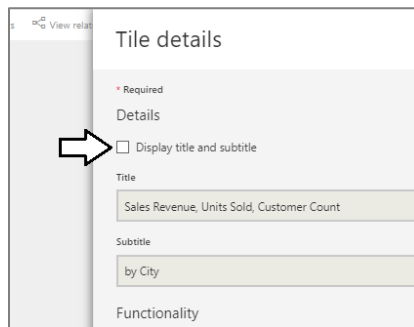 s View relat
Tile details
* Required
Details
Display title and subtitle
Title
Sales Revenue, Units Sold, Customer Count
Subtitle
by City
Functionality